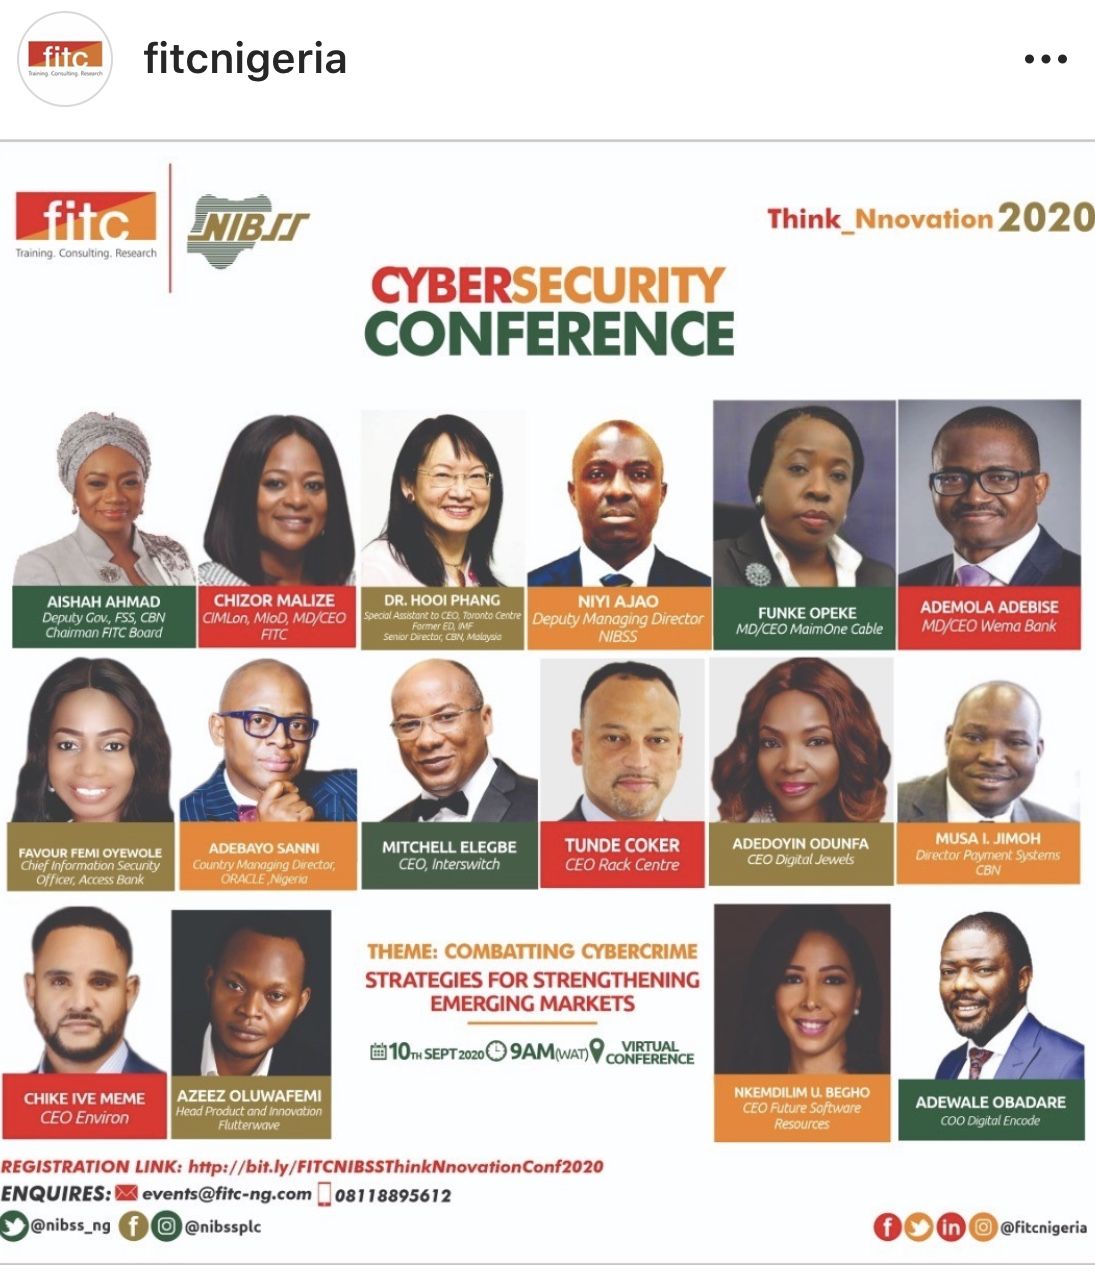 fitc
Training. Consulting. Research
fitcnigeria
fitc
Training. Consulting. Research
NIBSS
Think_Nnovation 2020
CYBERSECURITY
CONFERENCE
AISHAH AHMAD
Deputy Gov., FSS, CBN
Chairman FITC Board
CHIZOR MALIZE
CIMLon, MIoD, MD/CEO
FITC
DR. HOOI PHANG
Special Assistant to CEO, Toronto Centre
Former ED, IMF
Senior Director, CBN, Malaysia
NIYI AJAO
Deputy Managing Director
NIBSS
FUNKE OPEKE
MD/CEO MaimOne Cable
ADEMOLA ADEBISE
MD/CEO Wema Bank
FAVOUR FEMI OYEWOLE
Chief Information Security
Officer, Access Bank
ADEBAYO SANNI
Country Managing Director,
ORACLE ,Nigeria
MITCHELL ELEGBE
CEO, Interswitch
TUNDE COKER
CEO Rack Centre
ADEDOYIN ODUNFA
CEO Digital Jewels
MUSA I. JIMOH
Director Payment Systems
CBN
CHIKE IVE MEME
CEO Environ
AZEEZ OLUWAFEMI
Head Product and Innovation
Flutterwave
THEME: COMBATTING CYBERCRIME
STRATEGIES FOR STRENGTHENING
EMERGING MARKETS
10TH SEPT 2020 9AM(WAT) VIRTUAL
CONFERENCE
NKEMDILIM U. BEGHO
CEO Future Software
Resources
ADEWALE OBADARE
COO Digital Encode
REGISTRATION LINK: http://bit.ly/FITCNIBSSThinkNnovationConf2020
ENQUIRES: events@fitc-ng.com 08118895612
@nibss_ng @nibssplc
@fitcnigeria